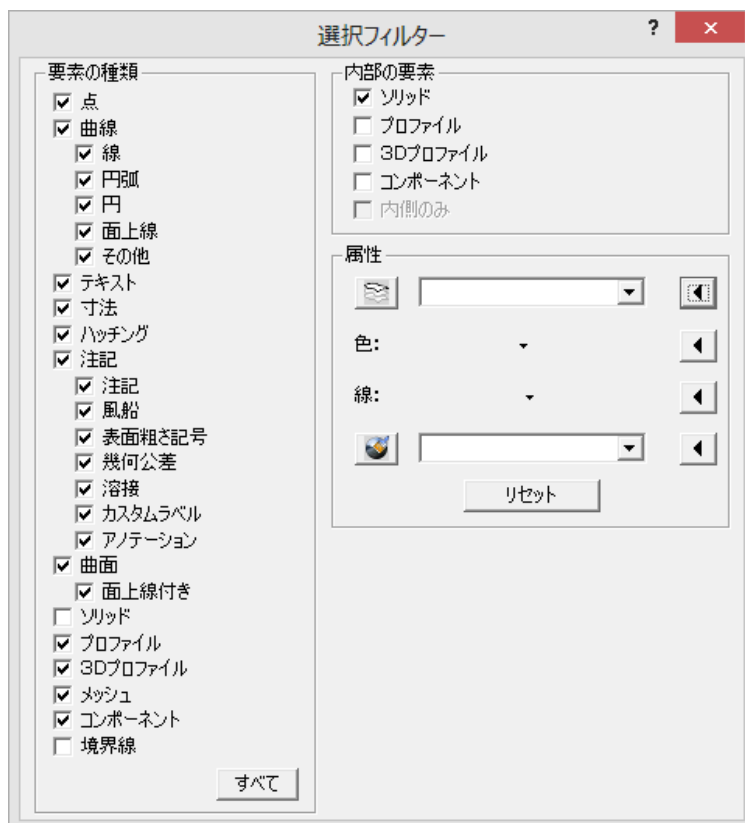 選択フィルター
?
×
要素の種類
点
曲線
線
円弧
円
面上線
その他
テキスト
寸法
ハッチング
注記
注記
風船
表面粗さ記号
幾何公差
溶接
カスタムラベル
アノテーション
曲面
面上線付き
ソリッド
プロファイル
3Dプロファイル
メッシュ
コンポーネント
境界線
すべて
内部の要素
ソリッド
プロファイル
3Dプロファイル
コンポーネント
内側のみ
属性
色:
線:
リセット